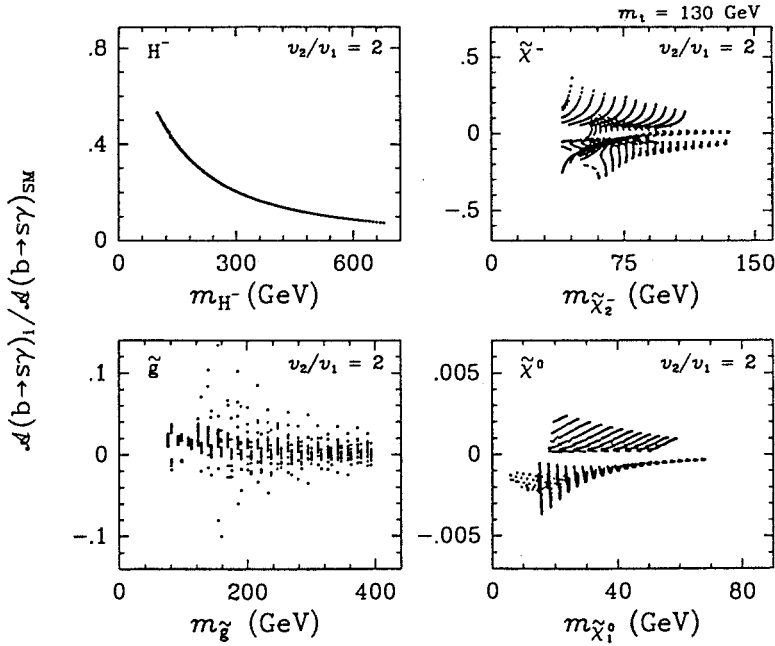 m_t = 130 GeV
𝒜(b→sγ)_i/𝒜(b→sγ)_SM
H⁻ v₂/v₁ = 2
.8
.4
0
0 300 600
m_H⁻ (GeV)
χ̃⁻ v₂/v₁ = 2
.5
0
−.5
0 75 150
m_χ̃₂⁻ (GeV)
g̃ v₂/v₁ = 2
.1
0
−.1
0 200 400
m_g̃ (GeV)
χ̃⁰ v₂/v₁ = 2
.005
0
−.005
0 40 80
m_χ̃₁⁰ (GeV)